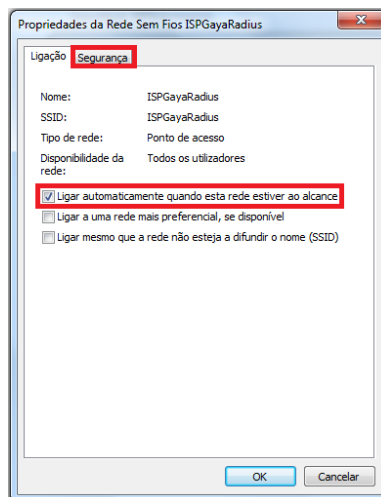 Propriedades da Rede Sem Fios ISPGayaRadius
Ligação Segurança
Nome: ISPGayaRadius
SSID: ISPGayaRadius
Tipo de rede: Ponto de acesso
Disponibilidade da rede: Todos os utilizadores
Ligar automaticamente quando esta rede estiver ao alcance
Ligar a uma rede mais preferencial, se disponível
Ligar mesmo que a rede não esteja a difundir o nome (SSID)
OK Cancelar